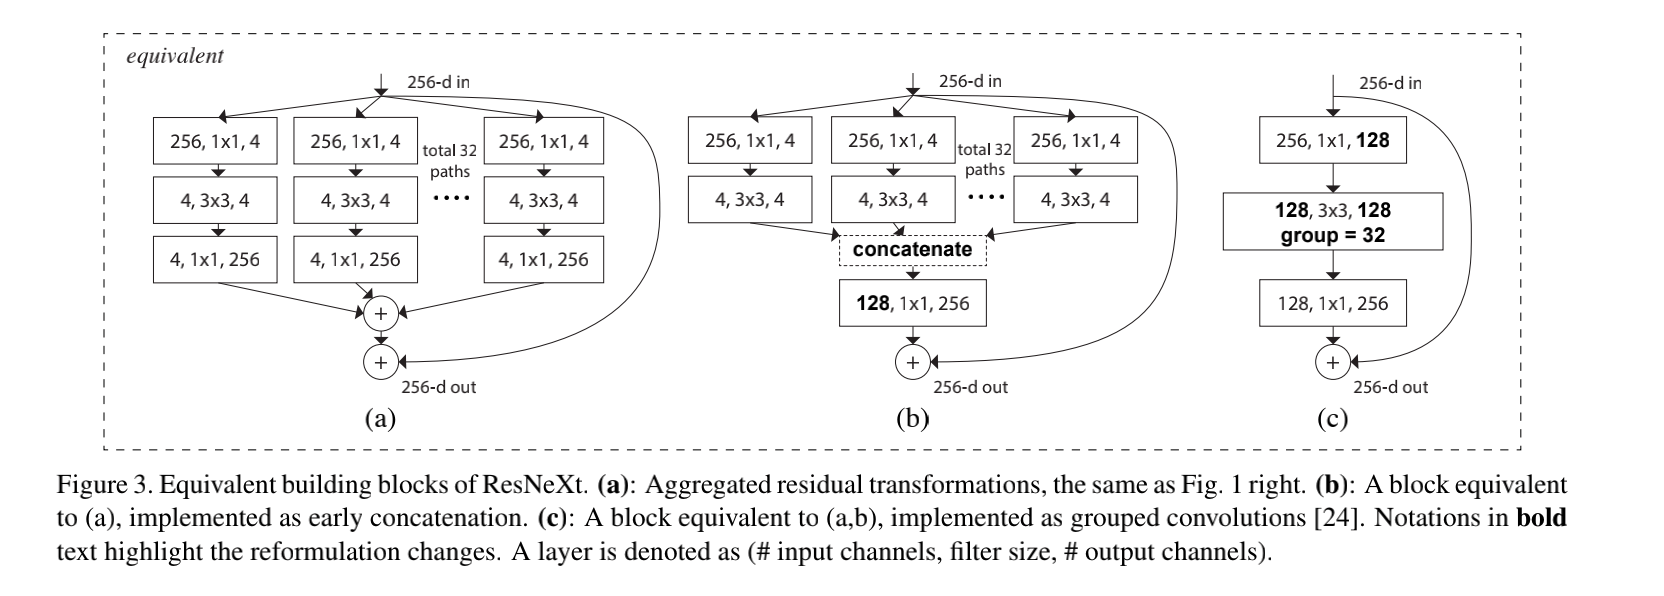 equivalent
256-d in
256, 1x1, 4
256, 1x1, 4
total 32
paths
256, 1x1, 4
4, 3x3, 4
4, 3x3, 4
....
4, 3x3, 4
4, 1x1, 256
4, 1x1, 256
4, 1x1, 256
+
+
256-d out
(a)
256-d in
256, 1x1, 4
256, 1x1, 4
total 32
paths
256, 1x1, 4
4, 3x3, 4
4, 3x3, 4
....
4, 3x3, 4
concatenate
128, 1x1, 256
+
256-d out
(b)
256-d in
256, 1x1, 128
128, 3x3, 128
group = 32
128, 1x1, 256
+
256-d out
(c)
Figure 3. Equivalent building blocks of ResNeXt. (a): Aggregated residual transformations, the same as Fig. 1 right. (b): A block equivalent
to (a), implemented as early concatenation. (c): A block equivalent to (a,b), implemented as grouped convolutions [24]. Notations in bold
text highlight the reformulation changes. A layer is denoted as (# input channels, filter size, # output channels).